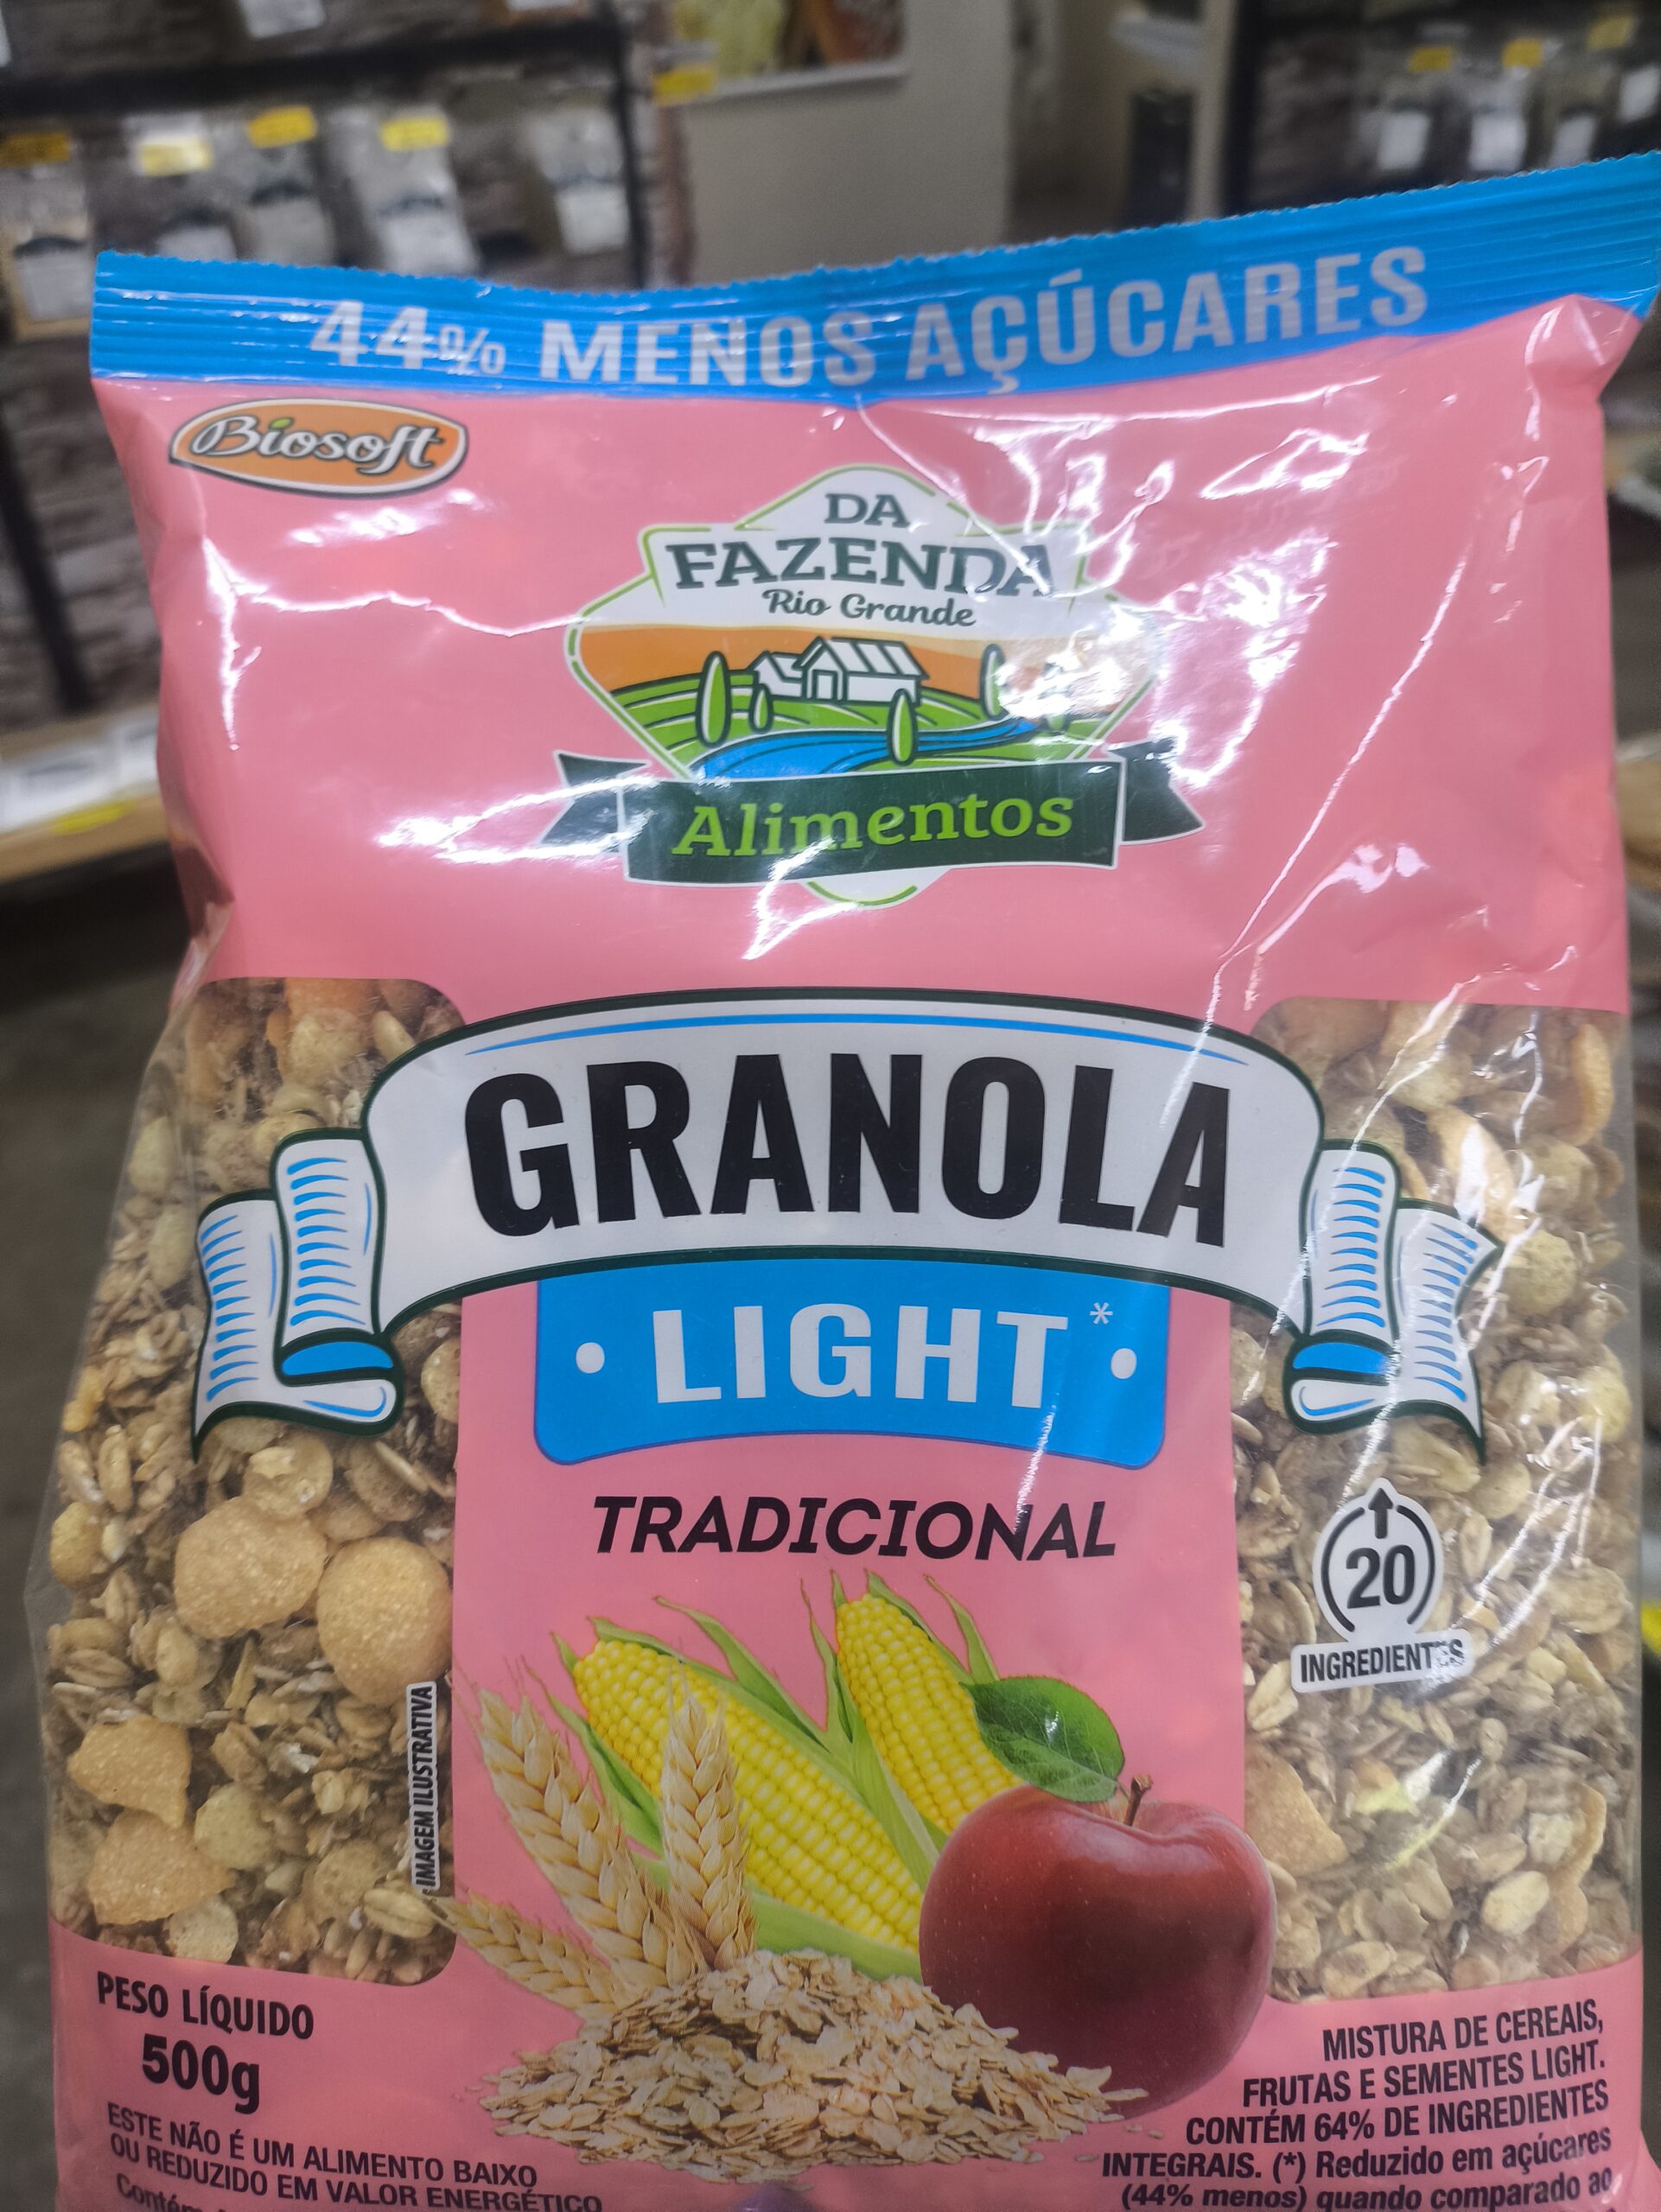 44% MENOS AÇÚCARES
Biosoft
DA
FAZENDA
Rio Grande
Alimentos
GRANOLA
• LIGHT* •
TRADICIONAL
20
INGREDIENTES
IMAGEM ILUSTRATIVA
PESO LÍQUIDO
500g
ESTE NÃO É UM ALIMENTO BAIXO
OU REDUZIDO EM VALOR ENERGÉTICO
Contém
MISTURA DE CEREAIS,
FRUTAS E SEMENTES LIGHT.
CONTÉM 64% DE INGREDIENTES
INTEGRAIS. (*) Reduzido em açúcares
(44% menos) quando comparado ao